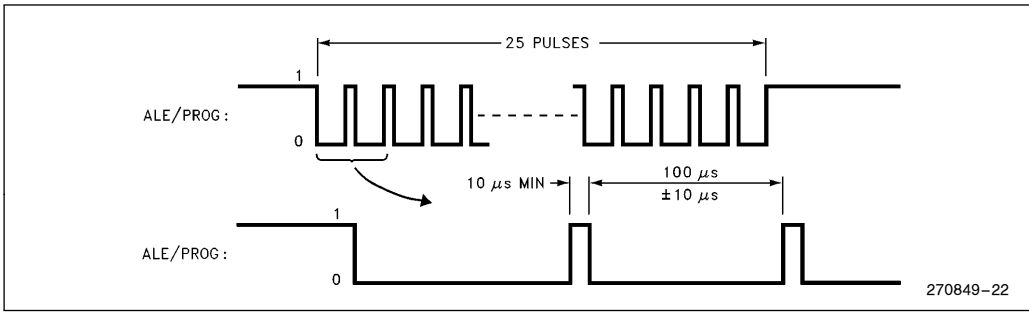 25 PULSES
1
ALE/PROG:
0
10 μs MIN
100 μs
±10 μs
1
ALE/PROG:
0
270849-22